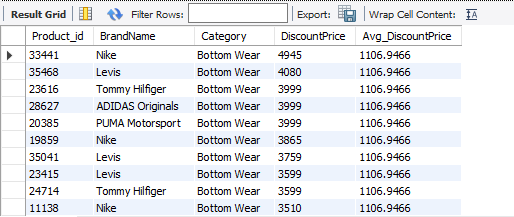 Result Grid Filter Rows: Export: Wrap Cell Content:
Product_id BrandName Category DiscountPrice Avg_DiscountPrice
33441 Nike Bottom Wear 4945 1106.9466
35468 Levis Bottom Wear 4080 1106.9466
23616 Tommy Hilfiger Bottom Wear 3999 1106.9466
28627 ADIDAS Originals Bottom Wear 3999 1106.9466
20385 PUMA Motorsport Bottom Wear 3999 1106.9466
19859 Nike Bottom Wear 3865 1106.9466
35041 Levis Bottom Wear 3759 1106.9466
23415 Levis Bottom Wear 3599 1106.9466
24714 Tommy Hilfiger Bottom Wear 3599 1106.9466
11138 Nike Bottom Wear 3510 1106.9466